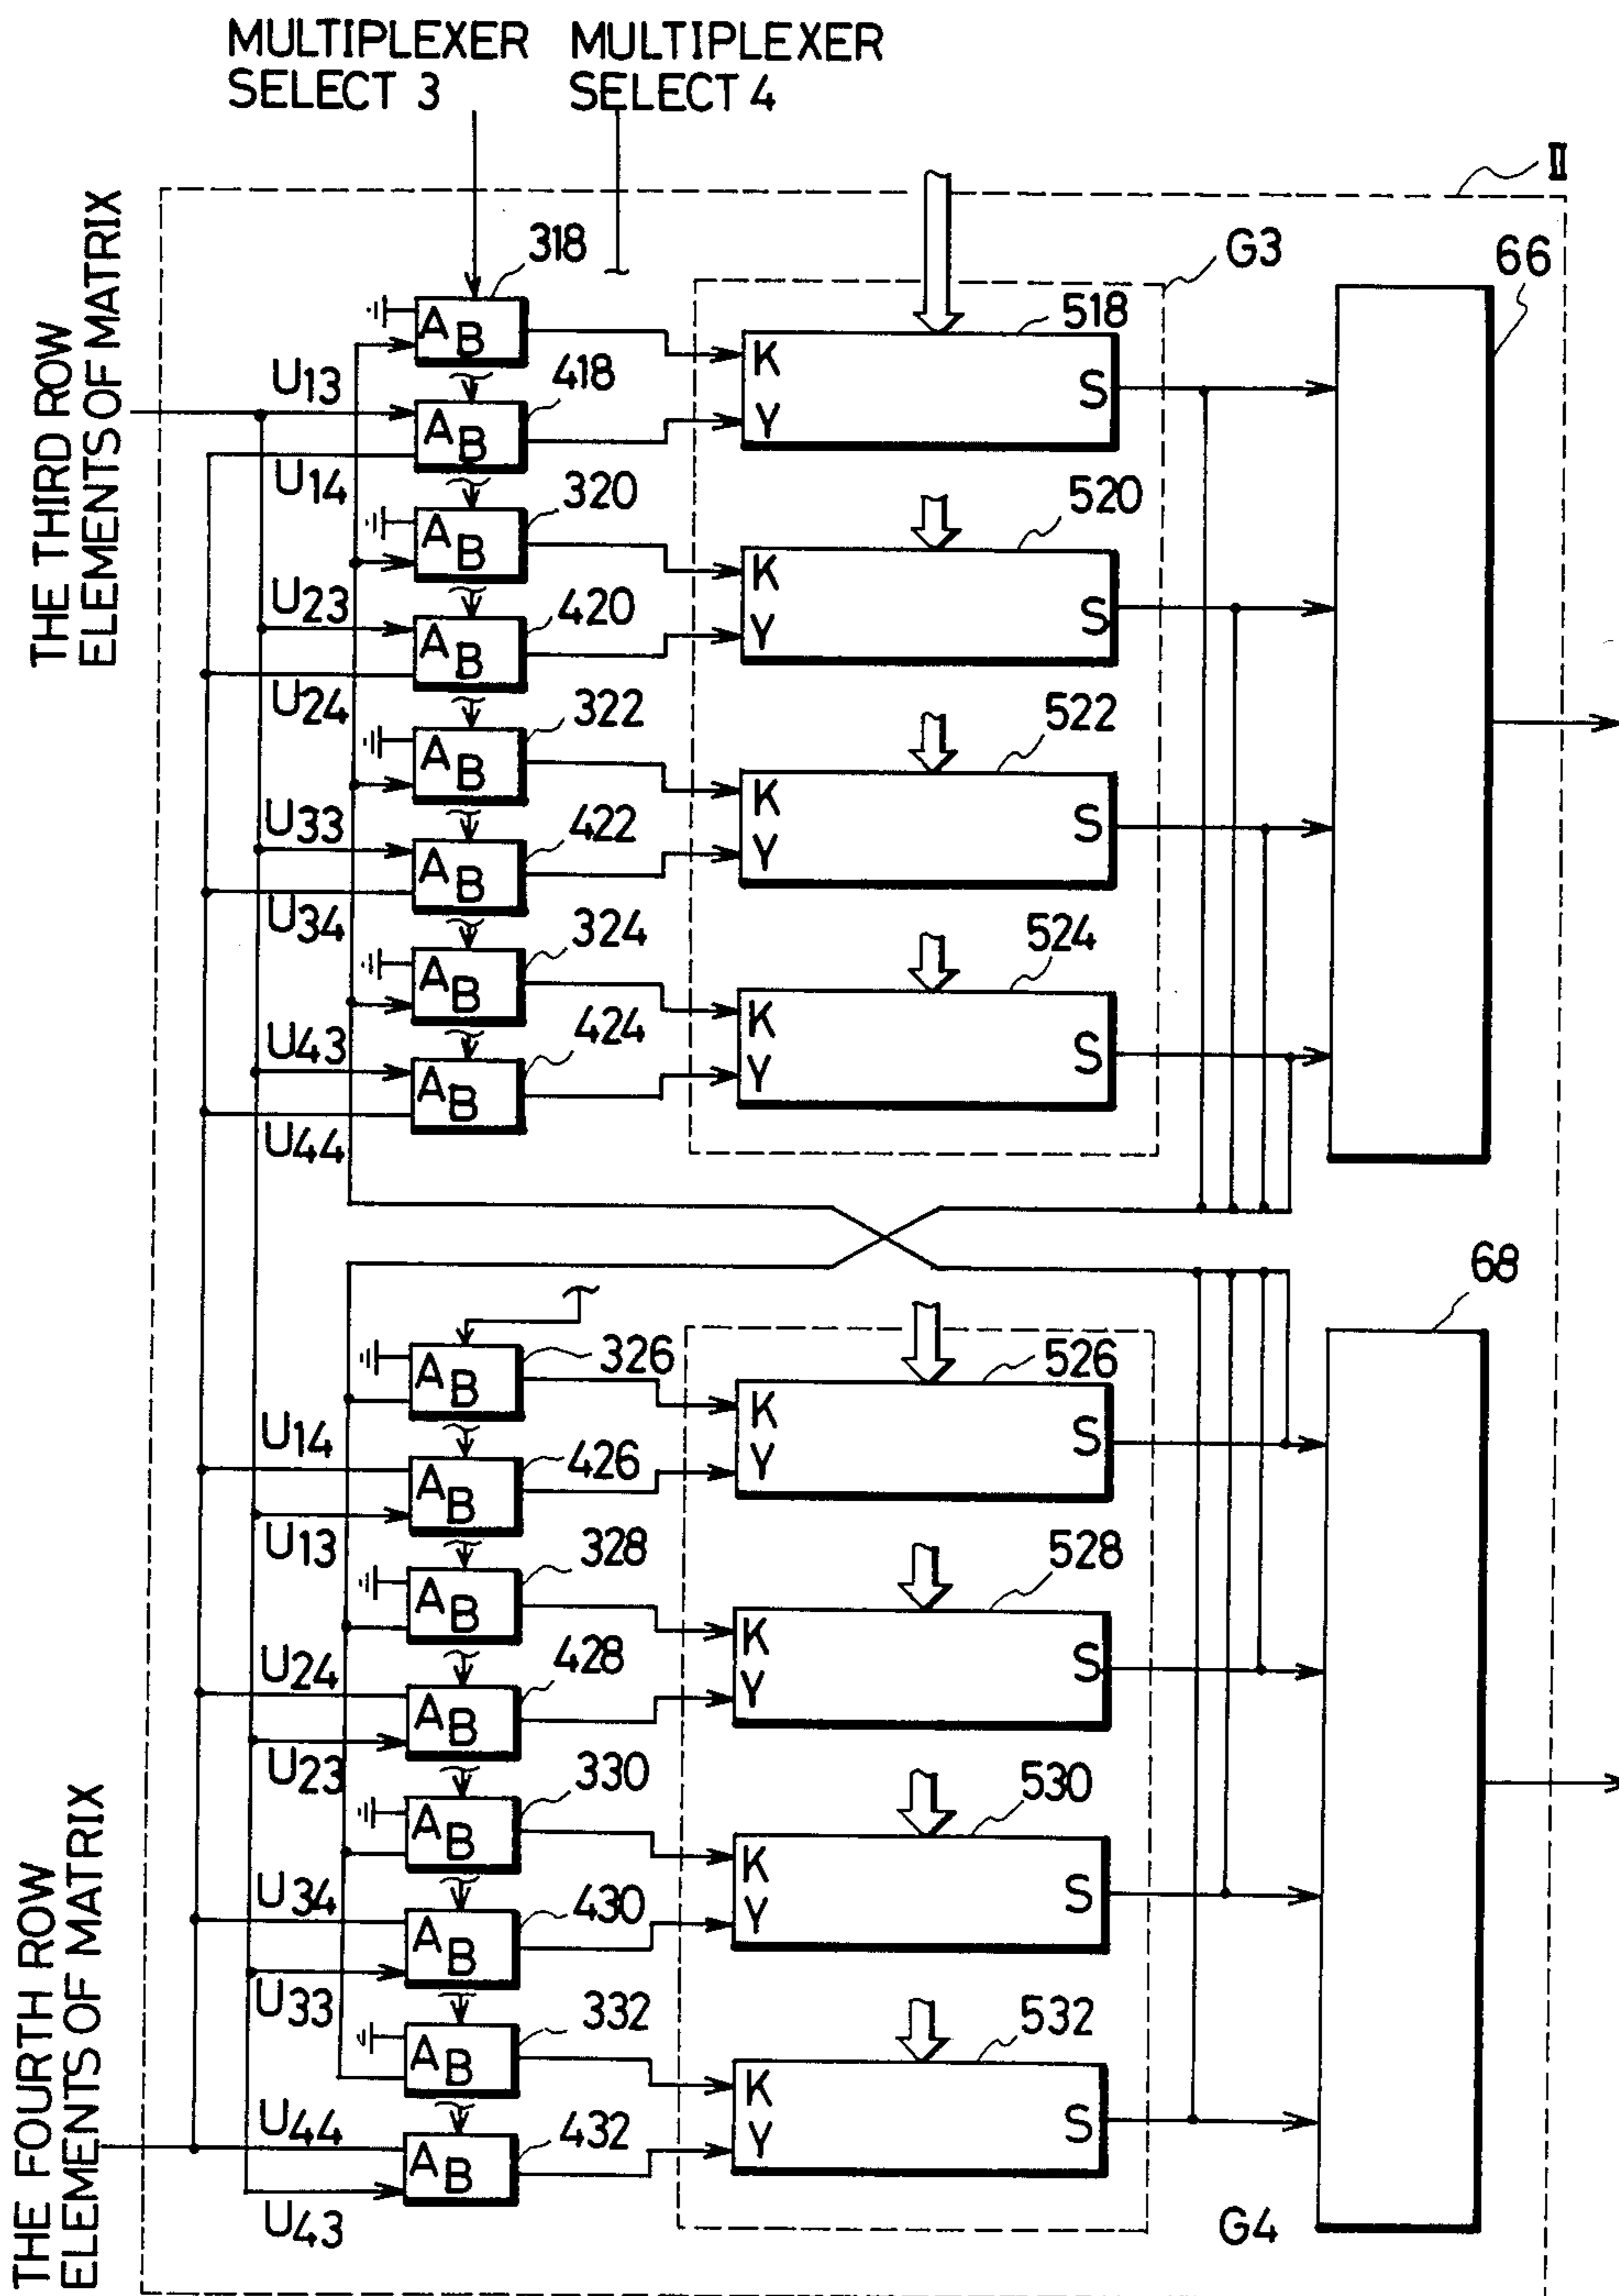 MULTIPLEXER
SELECT 3
MULTIPLEXER
SELECT 4
II
THE THIRD ROW
ELEMENTS OF MATRIX
318
G3
66
A B
518
K
Y
S
U13
418
A B
U14
320
A B
520
K
Y
S
U23
420
A B
U24
322
A B
522
K
Y
S
U33
422
A B
U34
324
A B
524
K
Y
S
U43
424
A B
U44
68
326
A B
526
K
Y
S
U14
426
A B
U13
328
A B
528
K
Y
S
U24
428
A B
U23
330
A B
530
K
Y
S
U34
430
A B
U33
332
A B
532
K
Y
S
THE FOURTH ROW
ELEMENTS OF MATRIX
U44
432
A B
U43
G4